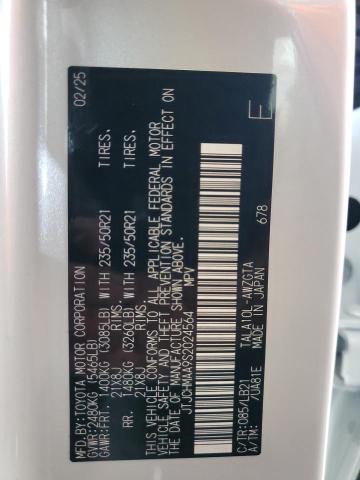 MFD.BY:TOYOTA MOTOR CORPORATION 02/25
GVWR:2480KG (5465LB)
GAWR:FRT. 1400KG (3085LB) WITH 235/50R21 TIRES.
21X8J RIMS.
RR. 1480KG (3260LB) WITH 235/50R21 TIRES.
21X8J RIMS.
THIS VEHICLE CONFORMS TO ALL APPLICABLE FEDERAL MOTOR
VEHICLE SAFETY AND THEFT PREVENTION STANDARDS IN EFFECT ON
THE DATE OF MANUFACTURE SHOWN ABOVE.
MPV
678
C/TR:085/LB21 TALA10L-AWZGTA E
A/TM: /UA81E MADE IN JAPAN